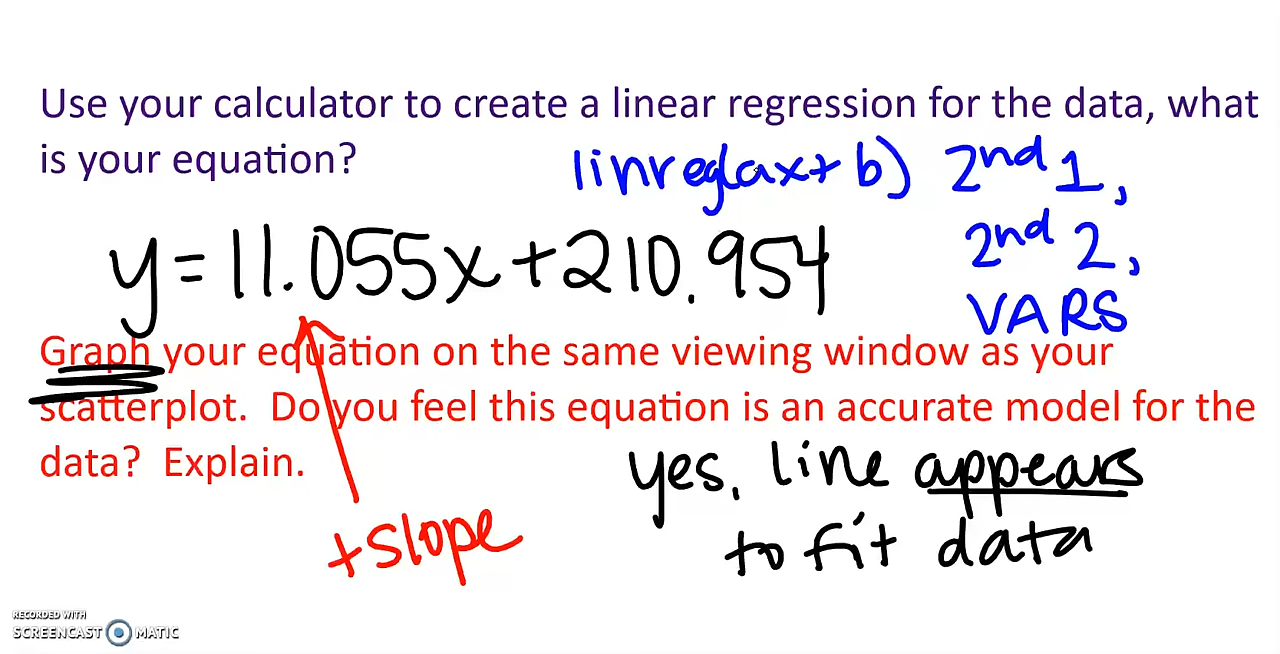 Use your calculator to create a linear regression for the data, what
is your equation?
linreg(ax+b) 2nd 1,
2nd 2,
VARS
y=11.055x+210.954
Graph your equation on the same viewing window as your
scatterplot. Do you feel this equation is an accurate model for the
data? Explain.
yes, line appears
to fit data
+slope
RECORDED WITH
SCREENCAST MATIC